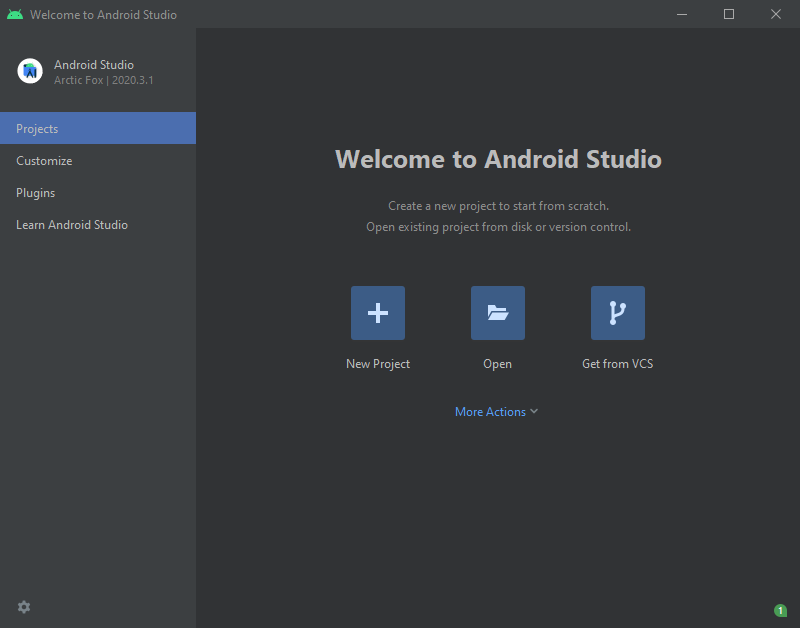 Welcome to Android Studio
Android Studio
Arctic Fox | 2020.3.1
Projects
Customize
Plugins
Learn Android Studio
Welcome to Android Studio
Create a new project to start from scratch.
Open existing project from disk or version control.
New Project
Open
Get from VCS
More Actions
1